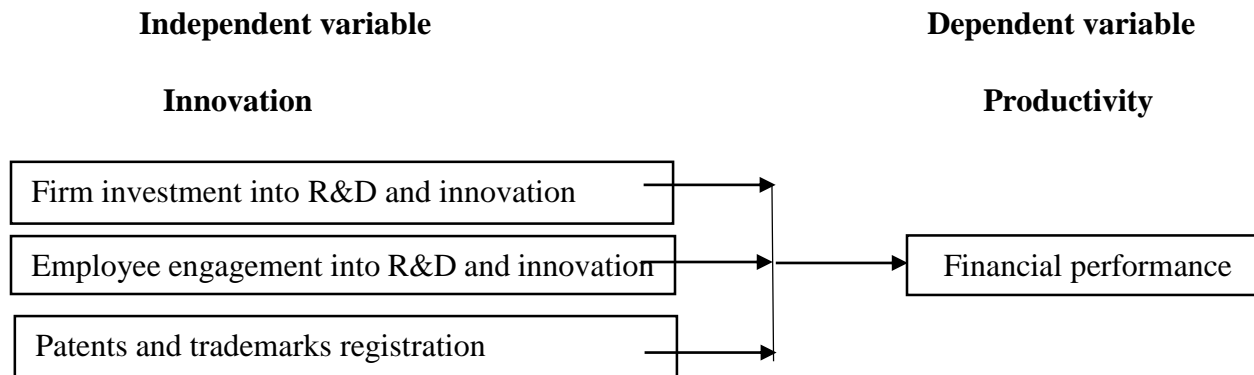 Independent variable
Dependent variable
Innovation
Productivity
Firm investment into R&D and innovation
Employee engagement into R&D and innovation
Financial performance
Patents and trademarks registration